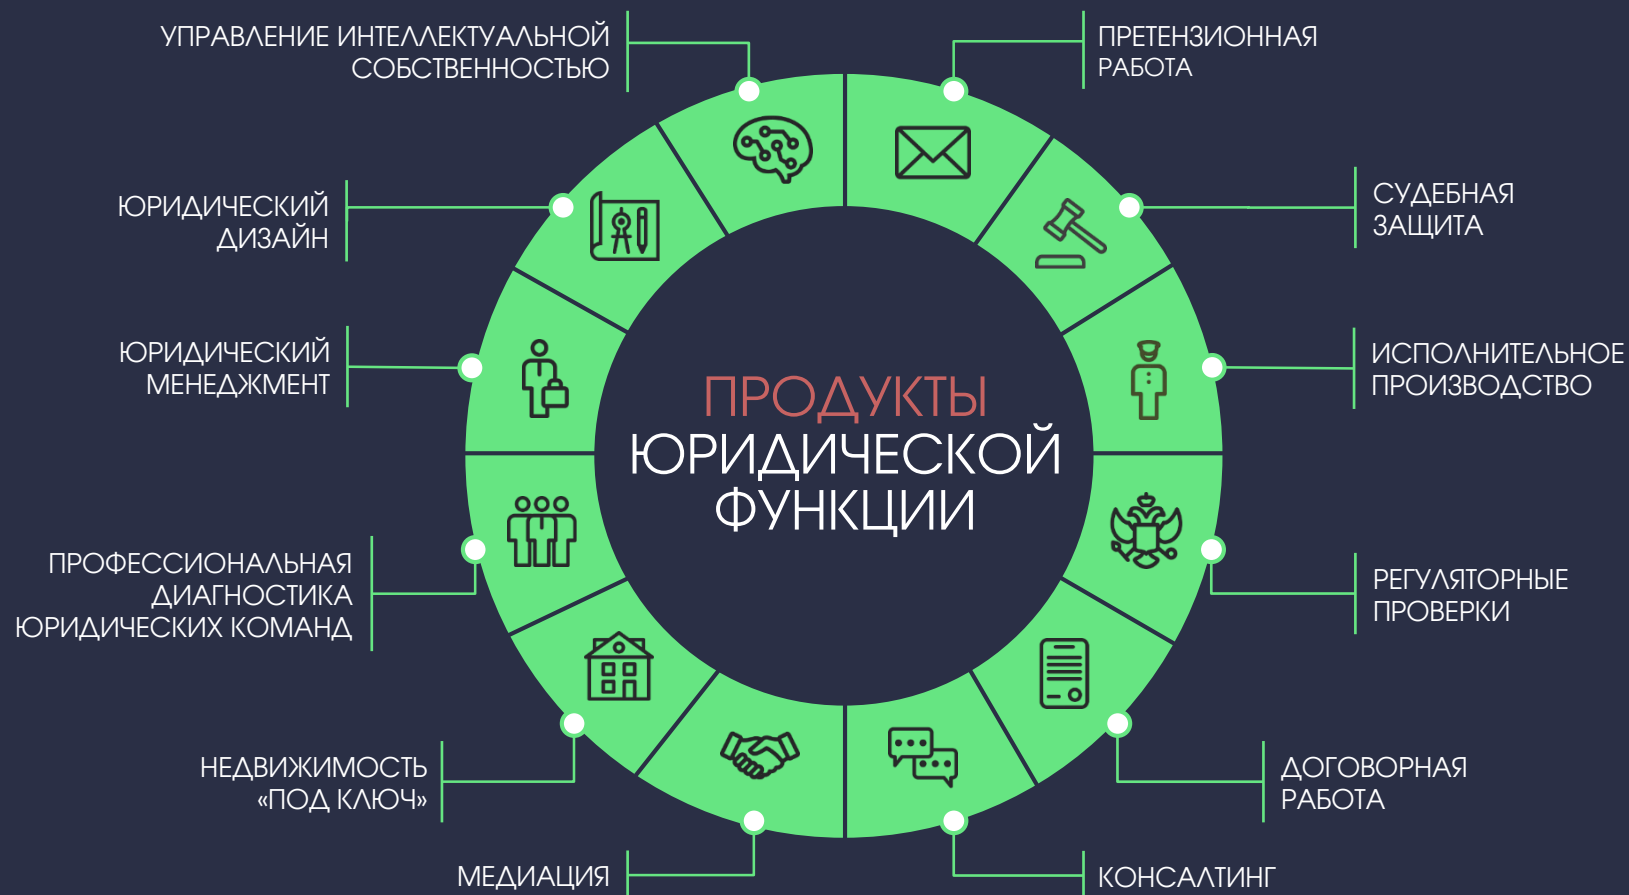 УПРАВЛЕНИЕ ИНТЕЛЛЕКТУАЛЬНОЙ
СОБСТВЕННОСТЬЮ
ПРЕТЕНЗИОННАЯ
РАБОТА
ЮРИДИЧЕСКИЙ
ДИЗАЙН
СУДЕБНАЯ
ЗАЩИТА
ЮРИДИЧЕСКИЙ
МЕНЕДЖМЕНТ
ИСПОЛНИТЕЛЬНОЕ
ПРОИЗВОДСТВО
ПРОДУКТЫ
ЮРИДИЧЕСКОЙ
ФУНКЦИИ
ПРОФЕССИОНАЛЬНАЯ
ДИАГНОСТИКА
ЮРИДИЧЕСКИХ КОМАНД
РЕГУЛЯТОРНЫЕ
ПРОВЕРКИ
НЕДВИЖИМОСТЬ
«ПОД КЛЮЧ»
ДОГОВОРНАЯ
РАБОТА
МЕДИАЦИЯ
КОНСАЛТИНГ